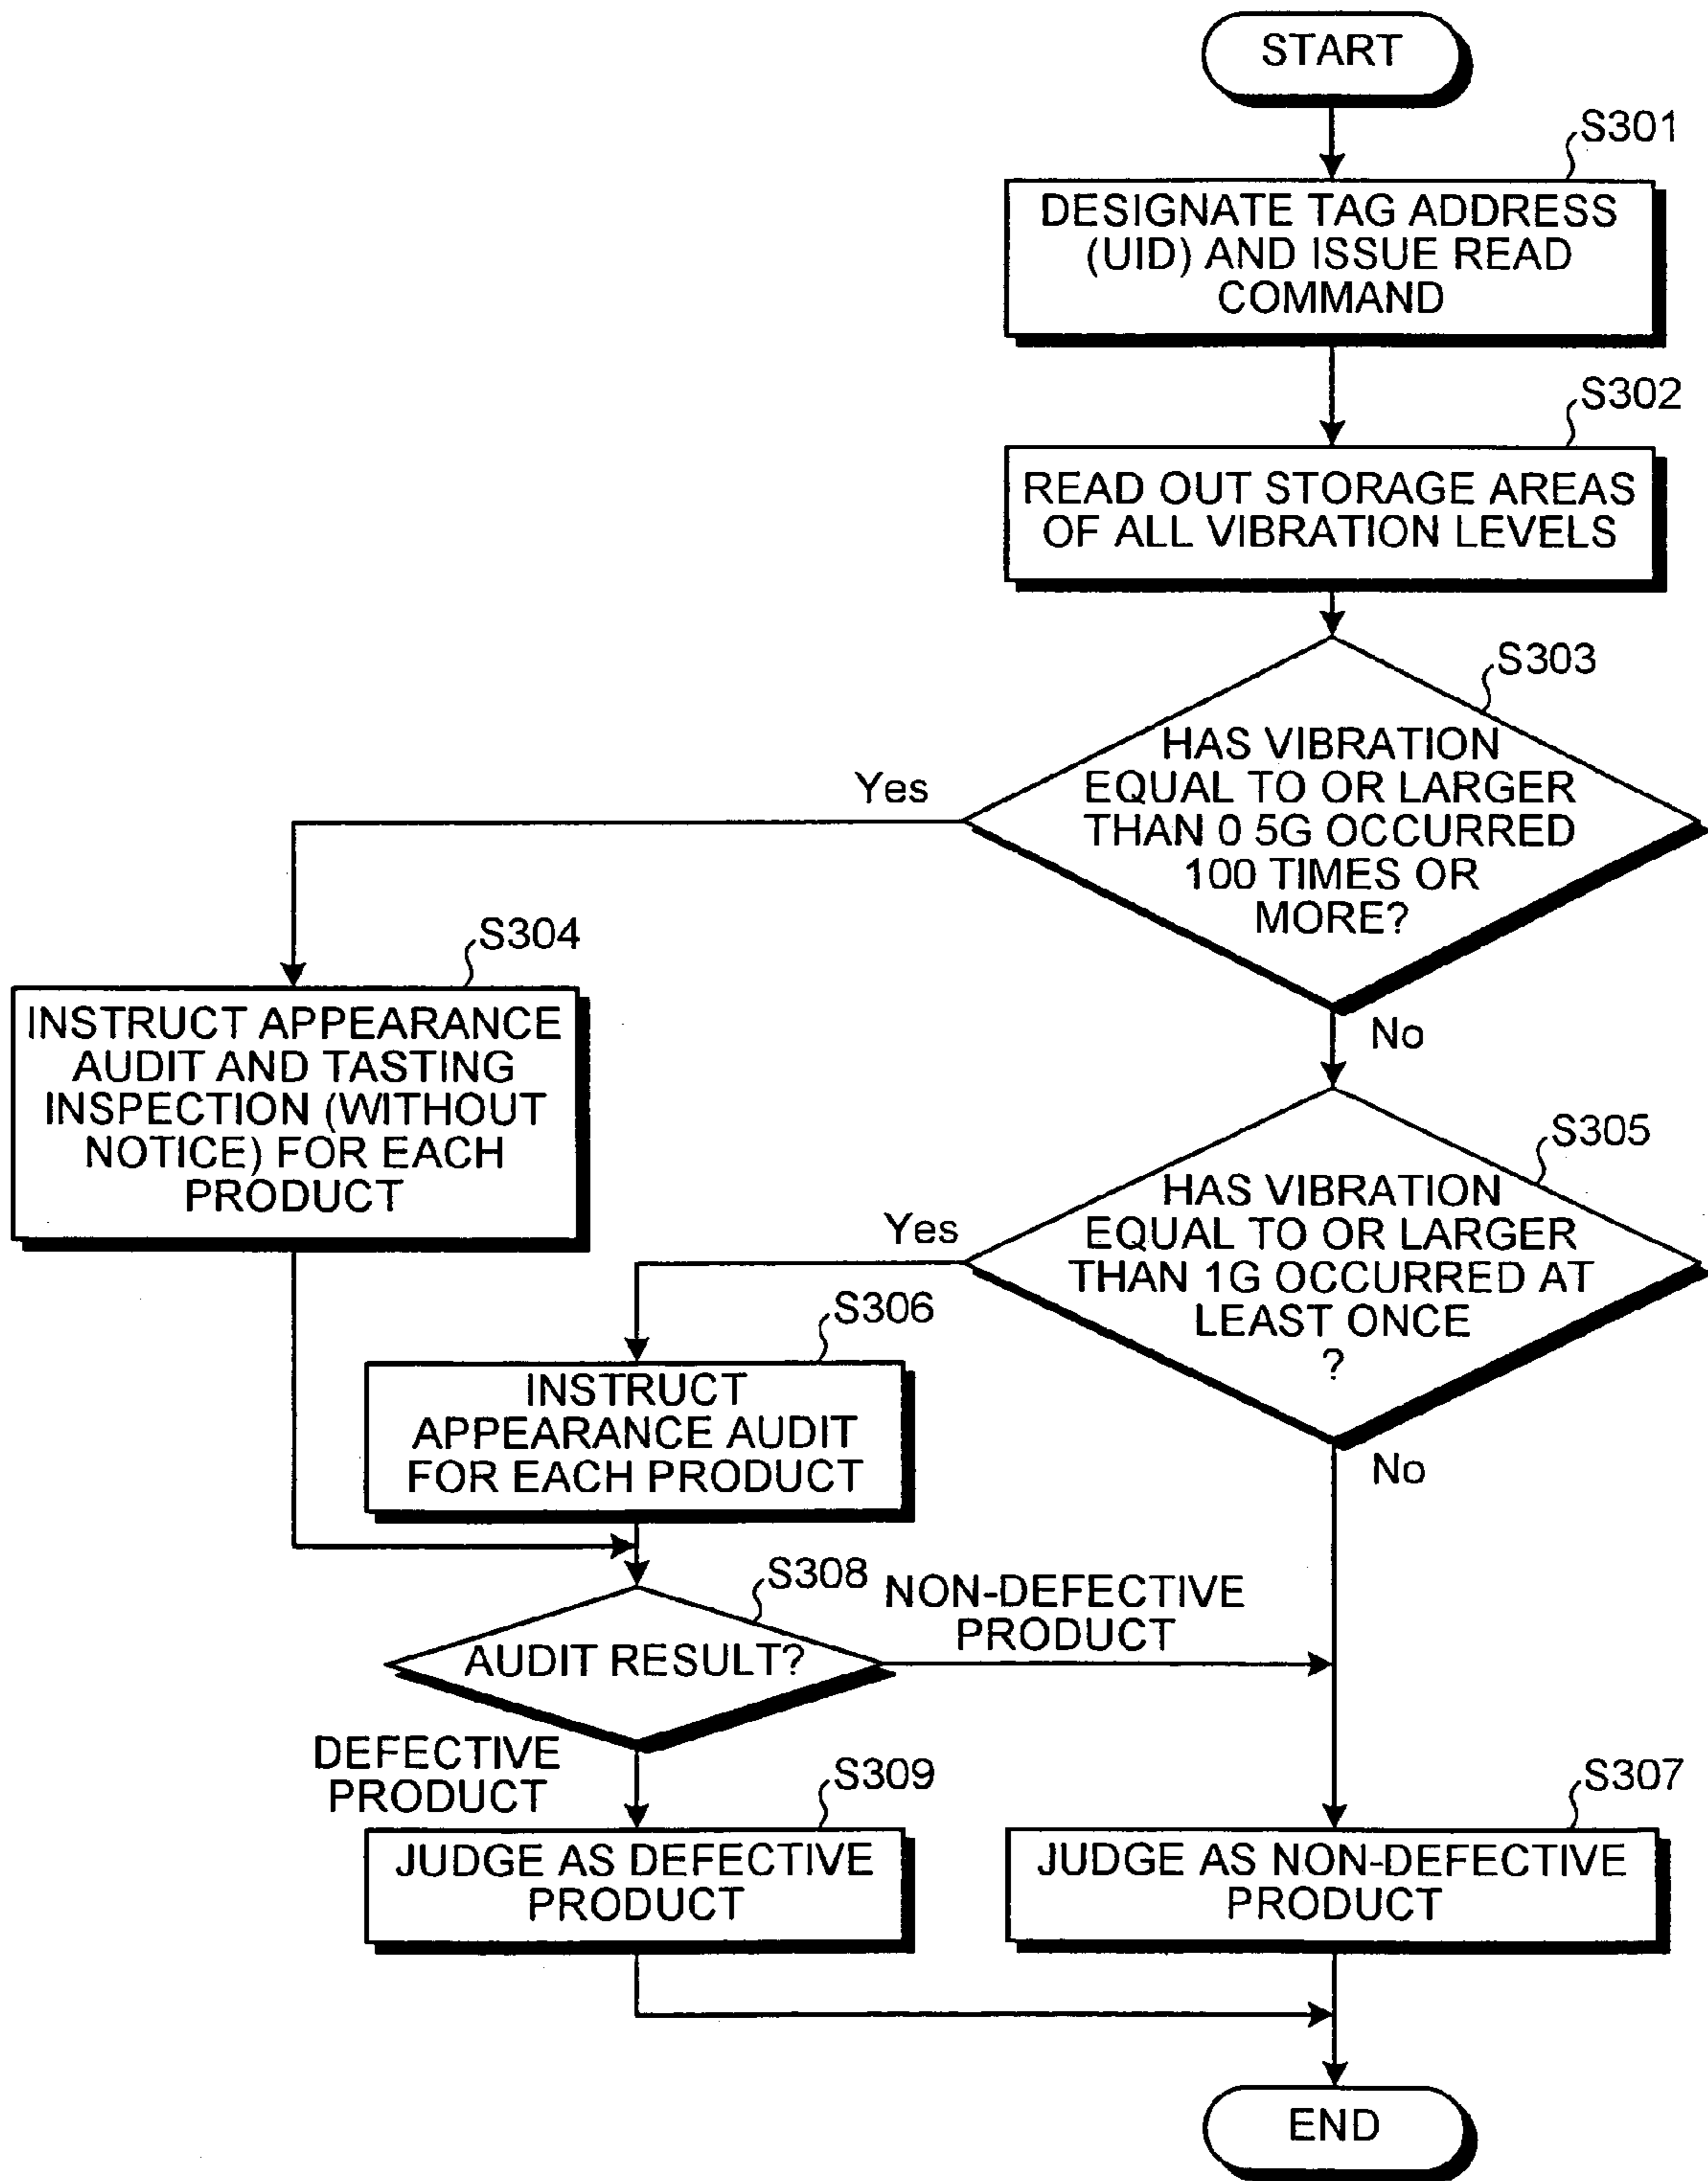 START
S301
DESIGNATE TAG ADDRESS
(UID) AND ISSUE READ
COMMAND
S302
READ OUT STORAGE AREAS
OF ALL VIBRATION LEVELS
S303
HAS VIBRATION
EQUAL TO OR LARGER
THAN 0 5G OCCURRED
100 TIMES OR
MORE?
Yes
No
S304
INSTRUCT APPEARANCE
AUDIT AND TASTING
INSPECTION (WITHOUT
NOTICE) FOR EACH
PRODUCT
S305
HAS VIBRATION
EQUAL TO OR LARGER
THAN 1G OCCURRED AT
LEAST ONCE
?
Yes
No
S306
INSTRUCT
APPEARANCE AUDIT
FOR EACH PRODUCT
S308
AUDIT RESULT?
NON-DEFECTIVE
PRODUCT
DEFECTIVE
PRODUCT
S309
JUDGE AS DEFECTIVE
PRODUCT
S307
JUDGE AS NON-DEFECTIVE
PRODUCT
END